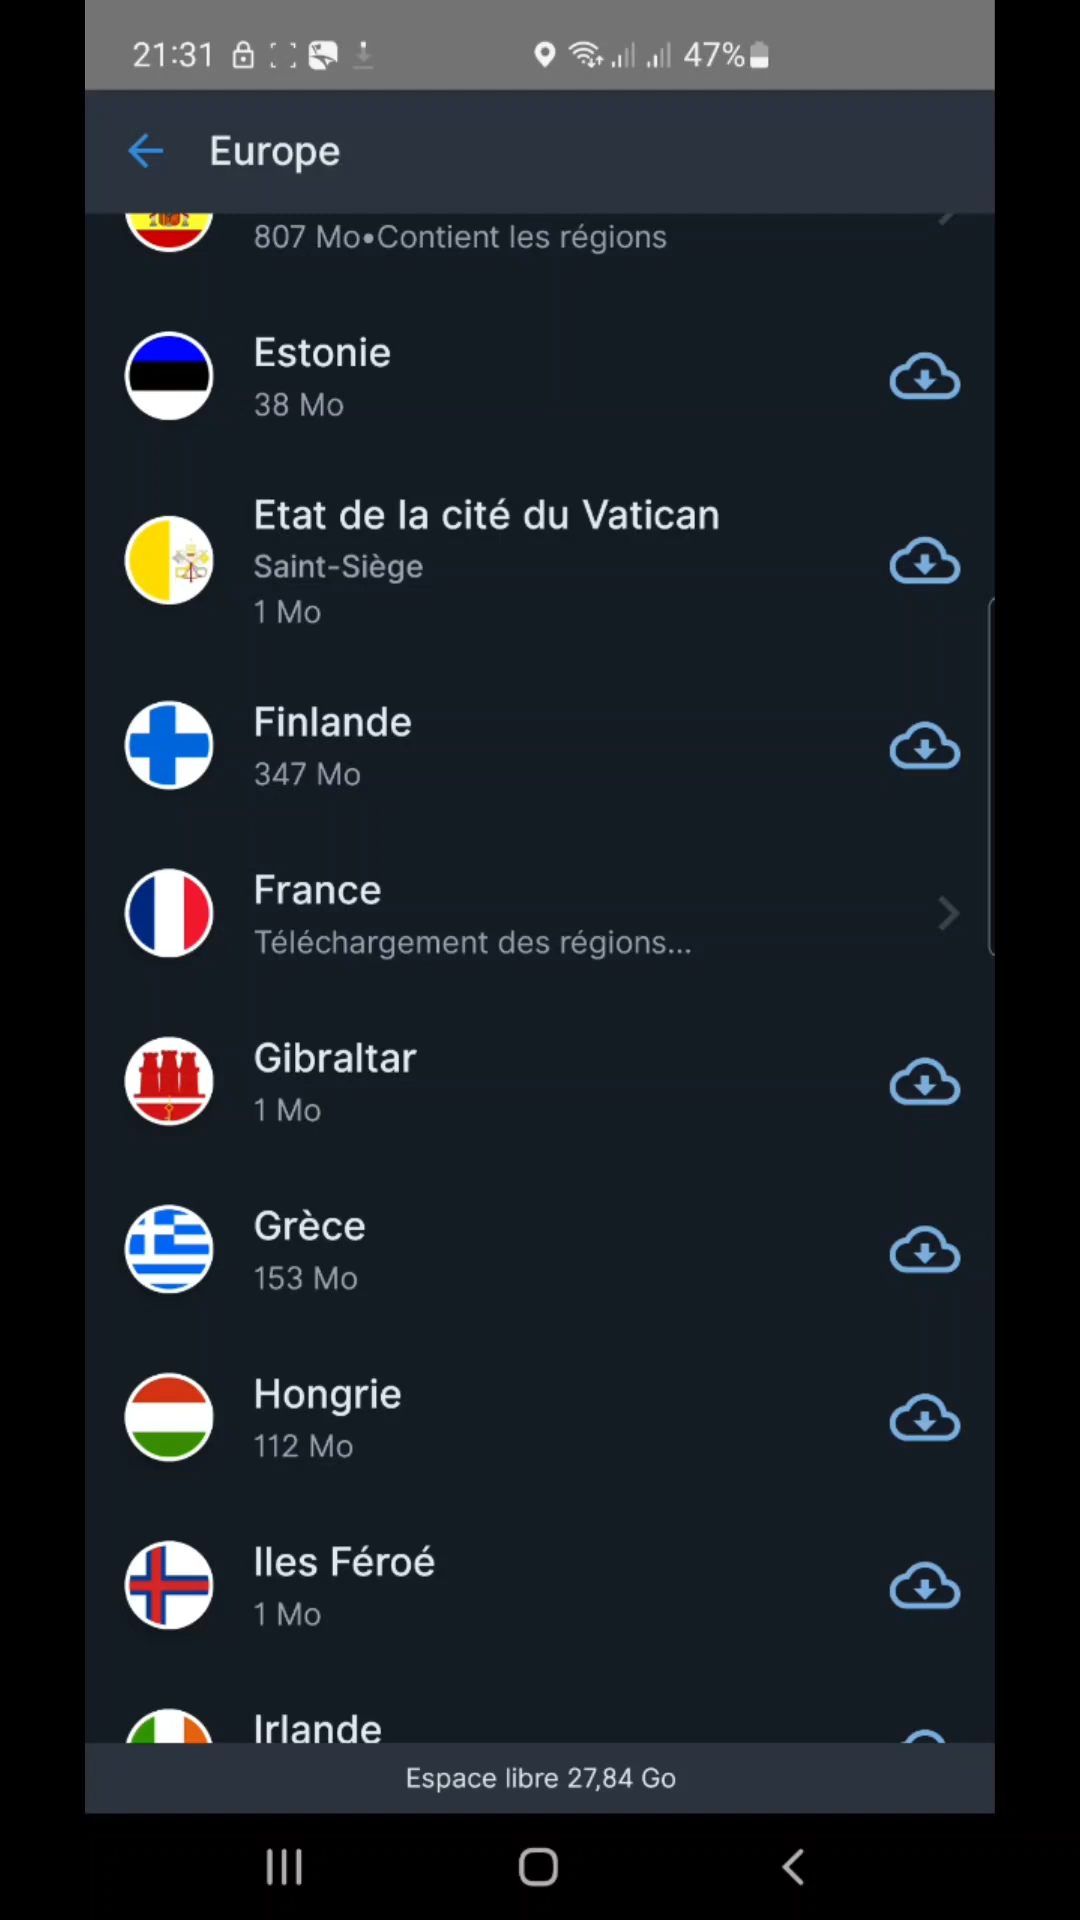 21:31 47%
Europe
807 Mo•Contient les régions
Estonie
38 Mo
Etat de la cité du Vatican
Saint-Siège
1 Mo
Finlande
347 Mo
France
Téléchargement des régions...
Gibraltar
1 Mo
Grèce
153 Mo
Hongrie
112 Mo
Iles Féroé
1 Mo
Irlande
Espace libre 27,84 Go